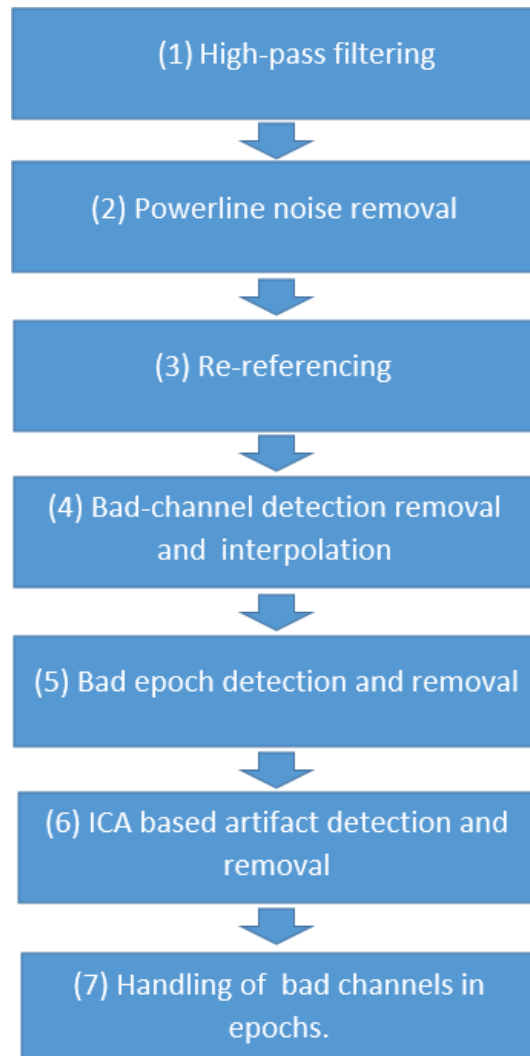 (1) High-pass filtering
(2) Powerline noise removal
(3) Re-referencing
(4) Bad-channel detection removal
and interpolation
(5) Bad epoch detection and removal
(6) ICA based artifact detection and
removal
(7) Handling of bad channels in
epochs.